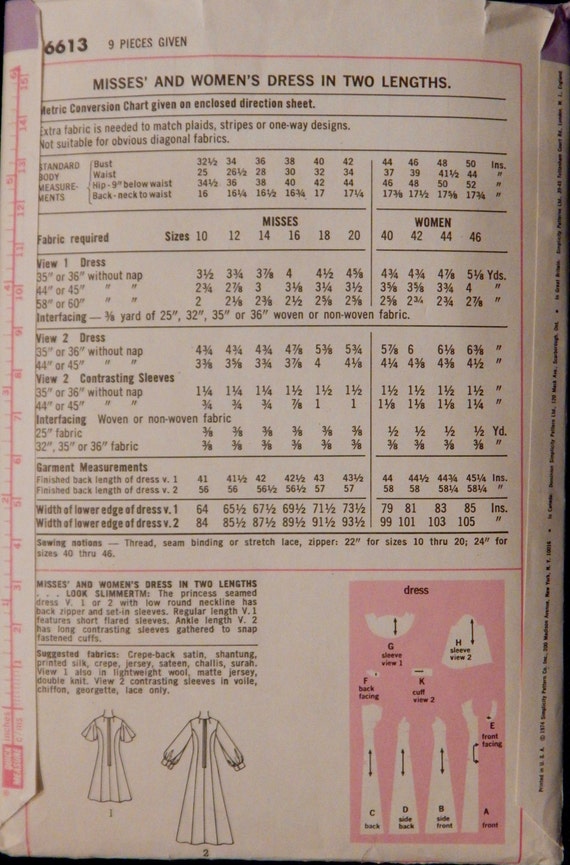 6613 9 PIECES GIVEN
MISSES' AND WOMEN'S DRESS IN TWO LENGTHS.
Metric Conversion Chart given on enclosed direction sheet.
Extra fabric is needed to match plaids, stripes or one-way designs.
Not suitable for obvious diagonal fabrics.
STANDARD Bust 32½ 34 36 38 40 42 44 46 48 50 Ins.
BODY Waist 25 26½ 28 30 32 34 37 39 41½ 44 "
MEASURE- Hip-9" below waist 34½ 36 38 40 42 44 46 48 50 52 "
MENTS Back-neck to waist 16 16¼ 16½ 16¾ 17 17¼ 17⅜ 17½ 17⅝ 17¾ "
MISSES WOMEN
Fabric required Sizes 10 12 14 16 18 20 40 42 44 46
View 1 Dress
35" or 36" without nap 3½ 3¾ 3⅞ 4 4½ 4⅝ 4¾ 4¾ 4⅞ 5⅛ Yds.
44" or 45" " " 2¾ 2⅞ 3 3⅛ 3¼ 3½ 3⅝ 3⅝ 3¾ 4 "
58" or 60" " " 2 2⅛ 2⅜ 2½ 2⅝ 2⅝ 2⅝ 2¾ 2¾ 2⅞ "
Interfacing — ⅜ yard of 25", 32", 35" or 36" woven or non-woven fabric.
View 2 Dress
35" or 36" without nap 4¾ 4¾ 4¾ 4⅞ 5⅜ 5¾ 5⅞ 6 6⅛ 6⅜ "
44" or 45" " " 3⅜ 3⅝ 3¾ 3⅞ 4 4⅛ 4¼ 4⅜ 4⅜ 4½ "
View 2 Contrasting Sleeves
35" or 36" without nap 1¼ 1¼ 1¼ 1½ 1½ 1½ 1½ 1½ 1½ 1½ "
44" or 45" " " ¾ ¾ ¾ ⅞ 1 1 1⅛ 1⅛ 1⅛ 1¼ "
Interfacing Woven or non-woven fabric
25" fabric ⅜ ⅜ ⅜ ⅜ ⅜ ⅜ ½ ½ ½ ½ Yd.
32", 35" or 36" fabric ⅜ ⅜ ⅜ ⅜ ⅜ ⅜ ⅜ ⅜ ⅜ ⅜ "
Garment Measurements
Finished back length of dress v. 1 41 41½ 42 42½ 43 43½ 44 44½ 44¾ 45¼ Ins.
Finished back length of dress v. 2 56 56 56½ 56½ 57 57 58 58 58¼ 58¼ "
Width of lower edge of dress v. 1 64 65½ 67½ 69½ 71½ 73½ 79 81 83 85 Ins.
Width of lower edge of dress v. 2 84 85½ 87½ 89½ 91½ 93½ 99 101 103 105 "
Sewing notions — Thread, seam binding or stretch lace, zipper: 22" for sizes 10 thru 20; 24" for
sizes 40 thru 46.
MISSES' AND WOMEN'S DRESS IN TWO LENGTHS
. . . LOOK SLIMMERTM: The princess seamed
dress V. 1 or 2 with low round neckline has
back zipper and set-in sleeves. Regular length V.1
features short flared sleeves. Ankle length V. 2
has long contrasting sleeves gathered to snap
fastened cuffs.
Suggested fabrics: Crepe-back satin, shantung,
printed silk, crepe, jersey, sateen, challis, surah.
View 1 also in lightweight wool, matte jersey,
double knit. View 2 contrasting sleeves in voile,
chiffon, georgette, lace only.
1
2
dress
G
sleeve
view 1
H
sleeve
view 2
F
back
facing
K
cuff
view 2
E
front
facing
C
back
D
side
back
B
side
front
A
front